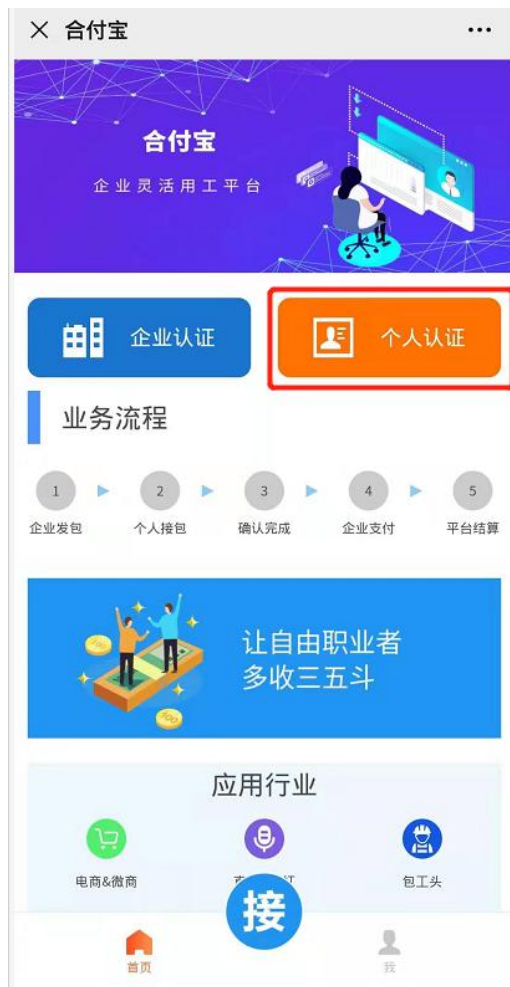 合付宝
合付宝
企业灵活用工平台
企业认证
个人认证
业务流程
1 2 3 4 5
企业发包 个人接包 确认完成 企业支付 平台结算
让自由职业者
多收三五斗
100
应用行业
电商&微商
包工头
接
首页
我